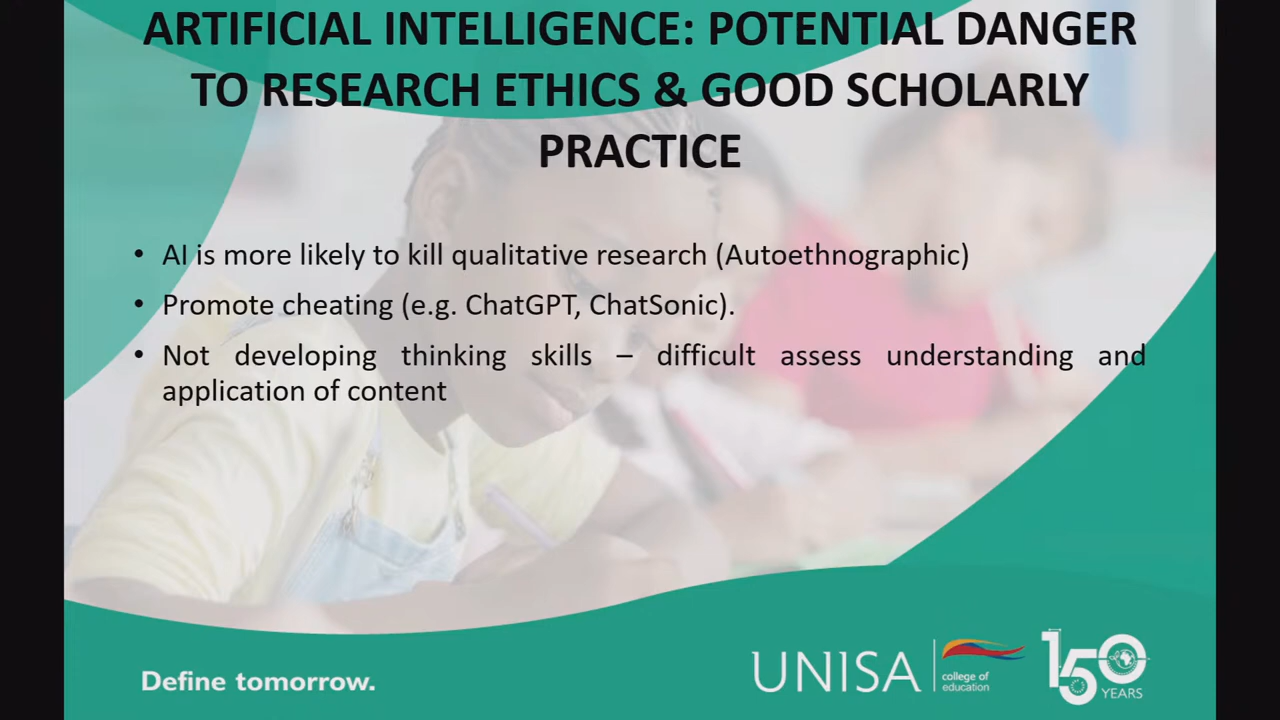 ARTIFICIAL INTELLIGENCE: POTENTIAL DANGER
TO RESEARCH ETHICS & GOOD SCHOLARLY
PRACTICE
• AI is more likely to kill qualitative research (Autoethnographic)
• Promote cheating (e.g. ChatGPT, ChatSonic).
• Not developing thinking skills – difficult assess understanding and
application of content
Define tomorrow.
UNISA
college of
education
150
YEARS